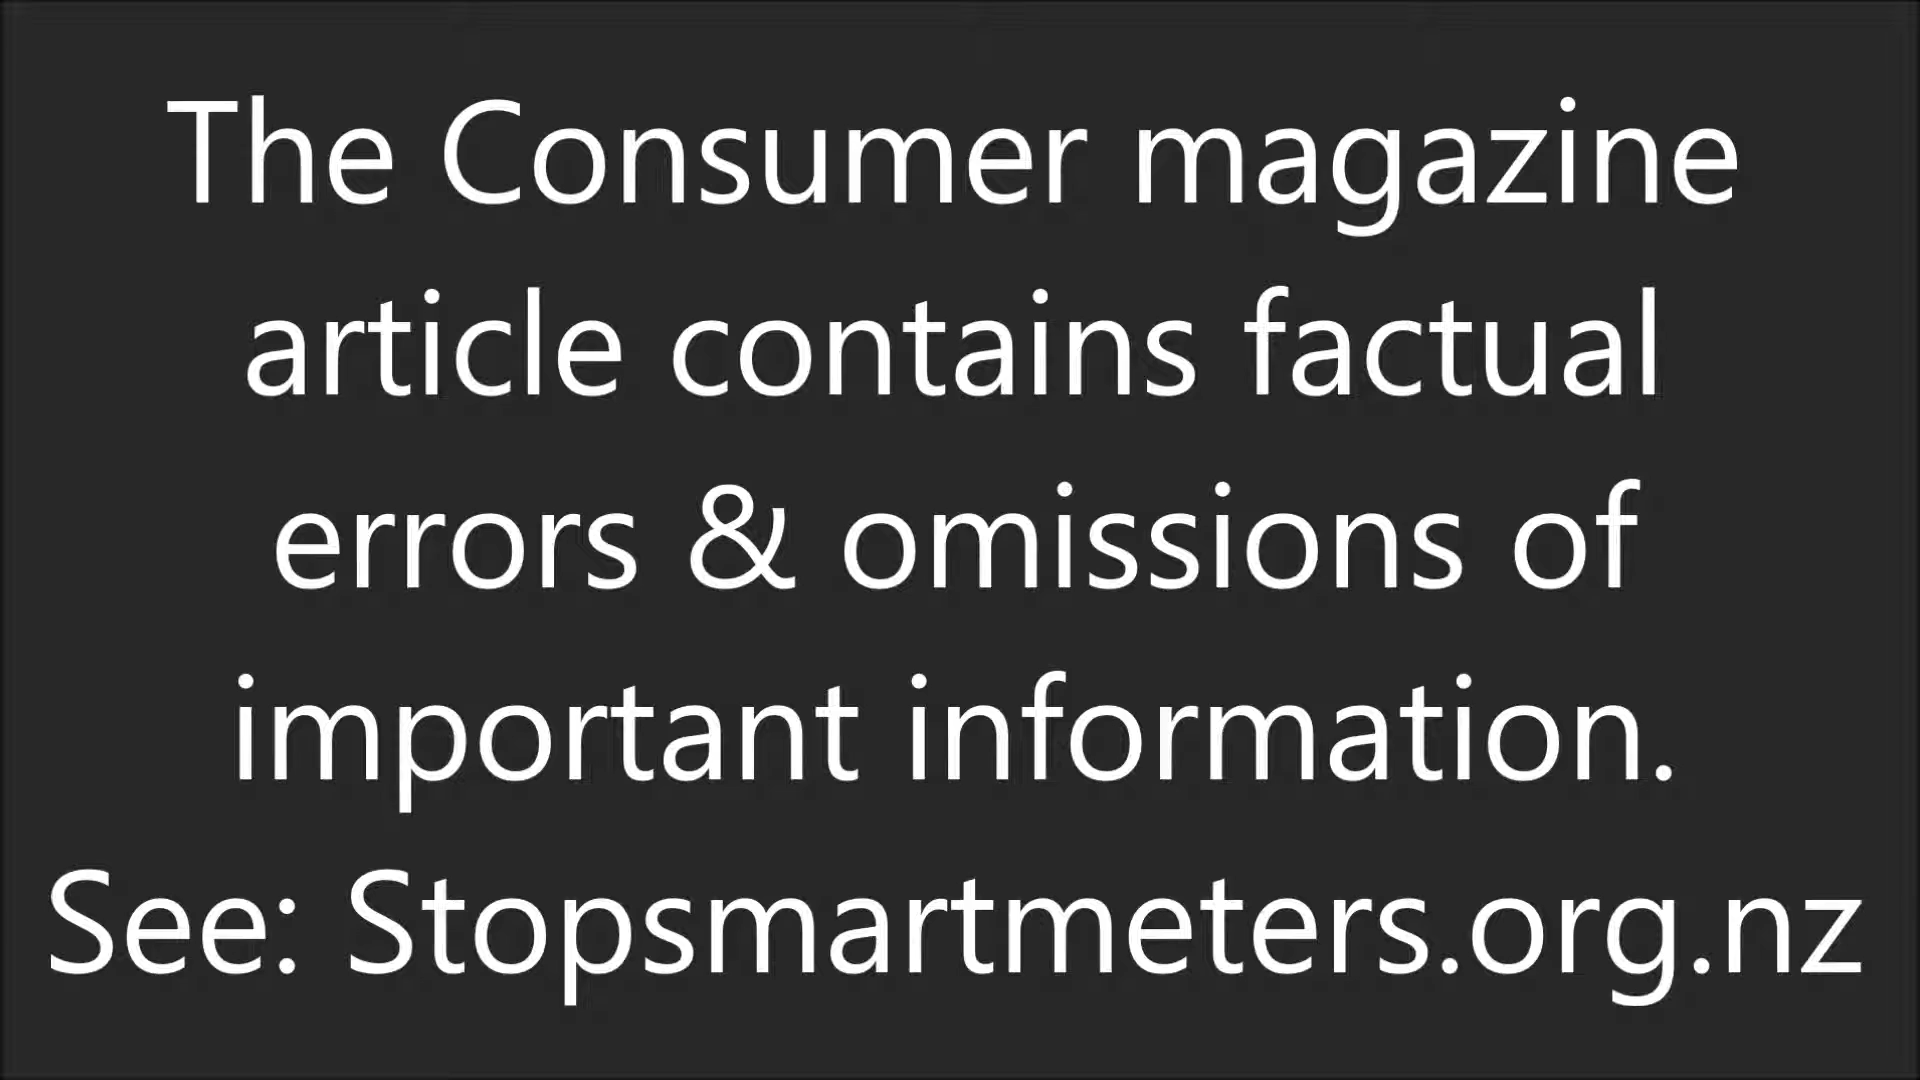 The Consumer magazine
article contains factual
errors & omissions of
important information.
See: Stopsmartmeters.org.nz